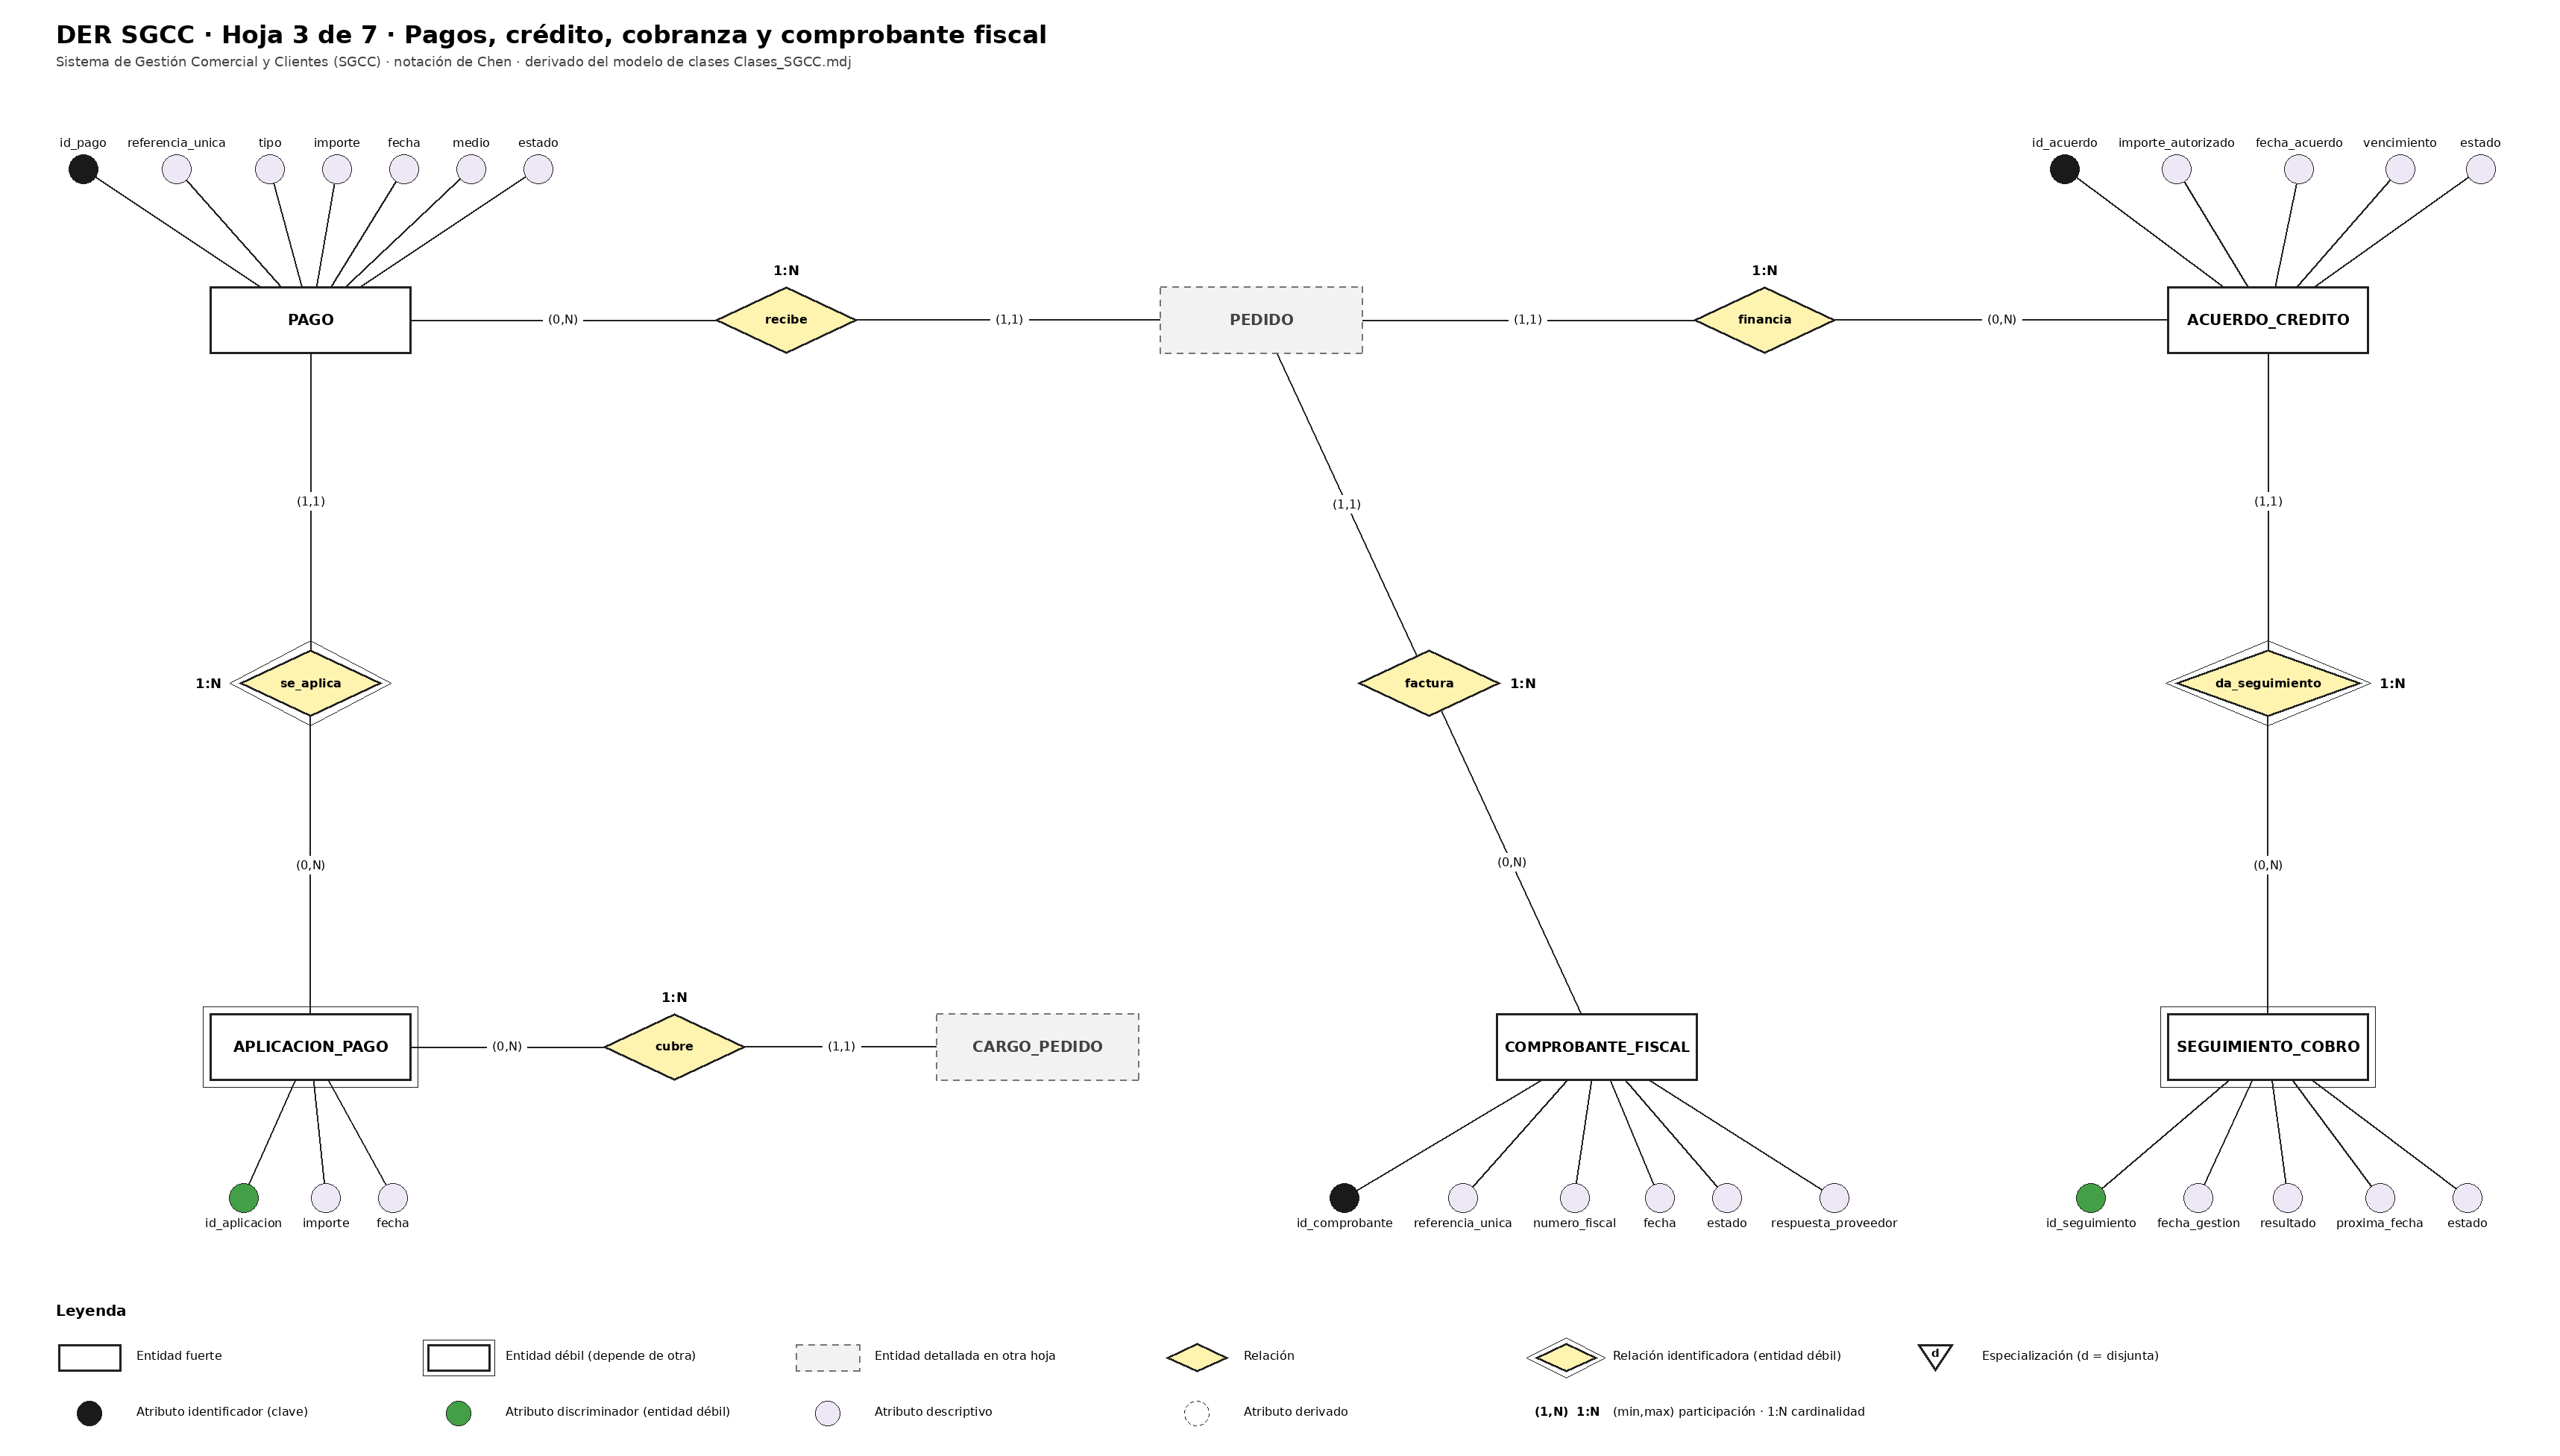 DER SGCC · Hoja 3 de 7 · Pagos, crédito, cobranza y comprobante fiscal
Sistema de Gestión Comercial y Clientes (SGCC) · notación de Chen · derivado del modelo de clases Clases_SGCC.mdj
id_pago referencia_unica tipo importe fecha medio estado
id_acuerdo importe_autorizado fecha_acuerdo vencimiento estado
1:N 1:N
PAGO (0,N) recibe (1,1) PEDIDO (1,1) financia (0,N) ACUERDO_CREDITO
(1,1) (1,1) (1,1)
1:N se_aplica factura 1:N da_seguimiento 1:N
(0,N) (0,N) (0,N)
1:N
APLICACION_PAGO (0,N) cubre (1,1) CARGO_PEDIDO COMPROBANTE_FISCAL SEGUIMIENTO_COBRO
id_aplicacion importe fecha
id_comprobante referencia_unica numero_fiscal fecha estado respuesta_proveedor
id_seguimiento fecha_gestion resultado proxima_fecha estado
Leyenda
Entidad fuerte Entidad débil (depende de otra) Entidad detallada en otra hoja Relación Relación identificadora (entidad débil) d Especialización (d = disjunta)
Atributo identificador (clave) Atributo discriminador (entidad débil) Atributo descriptivo Atributo derivado (1,N) 1:N (min,max) participación · 1:N cardinalidad